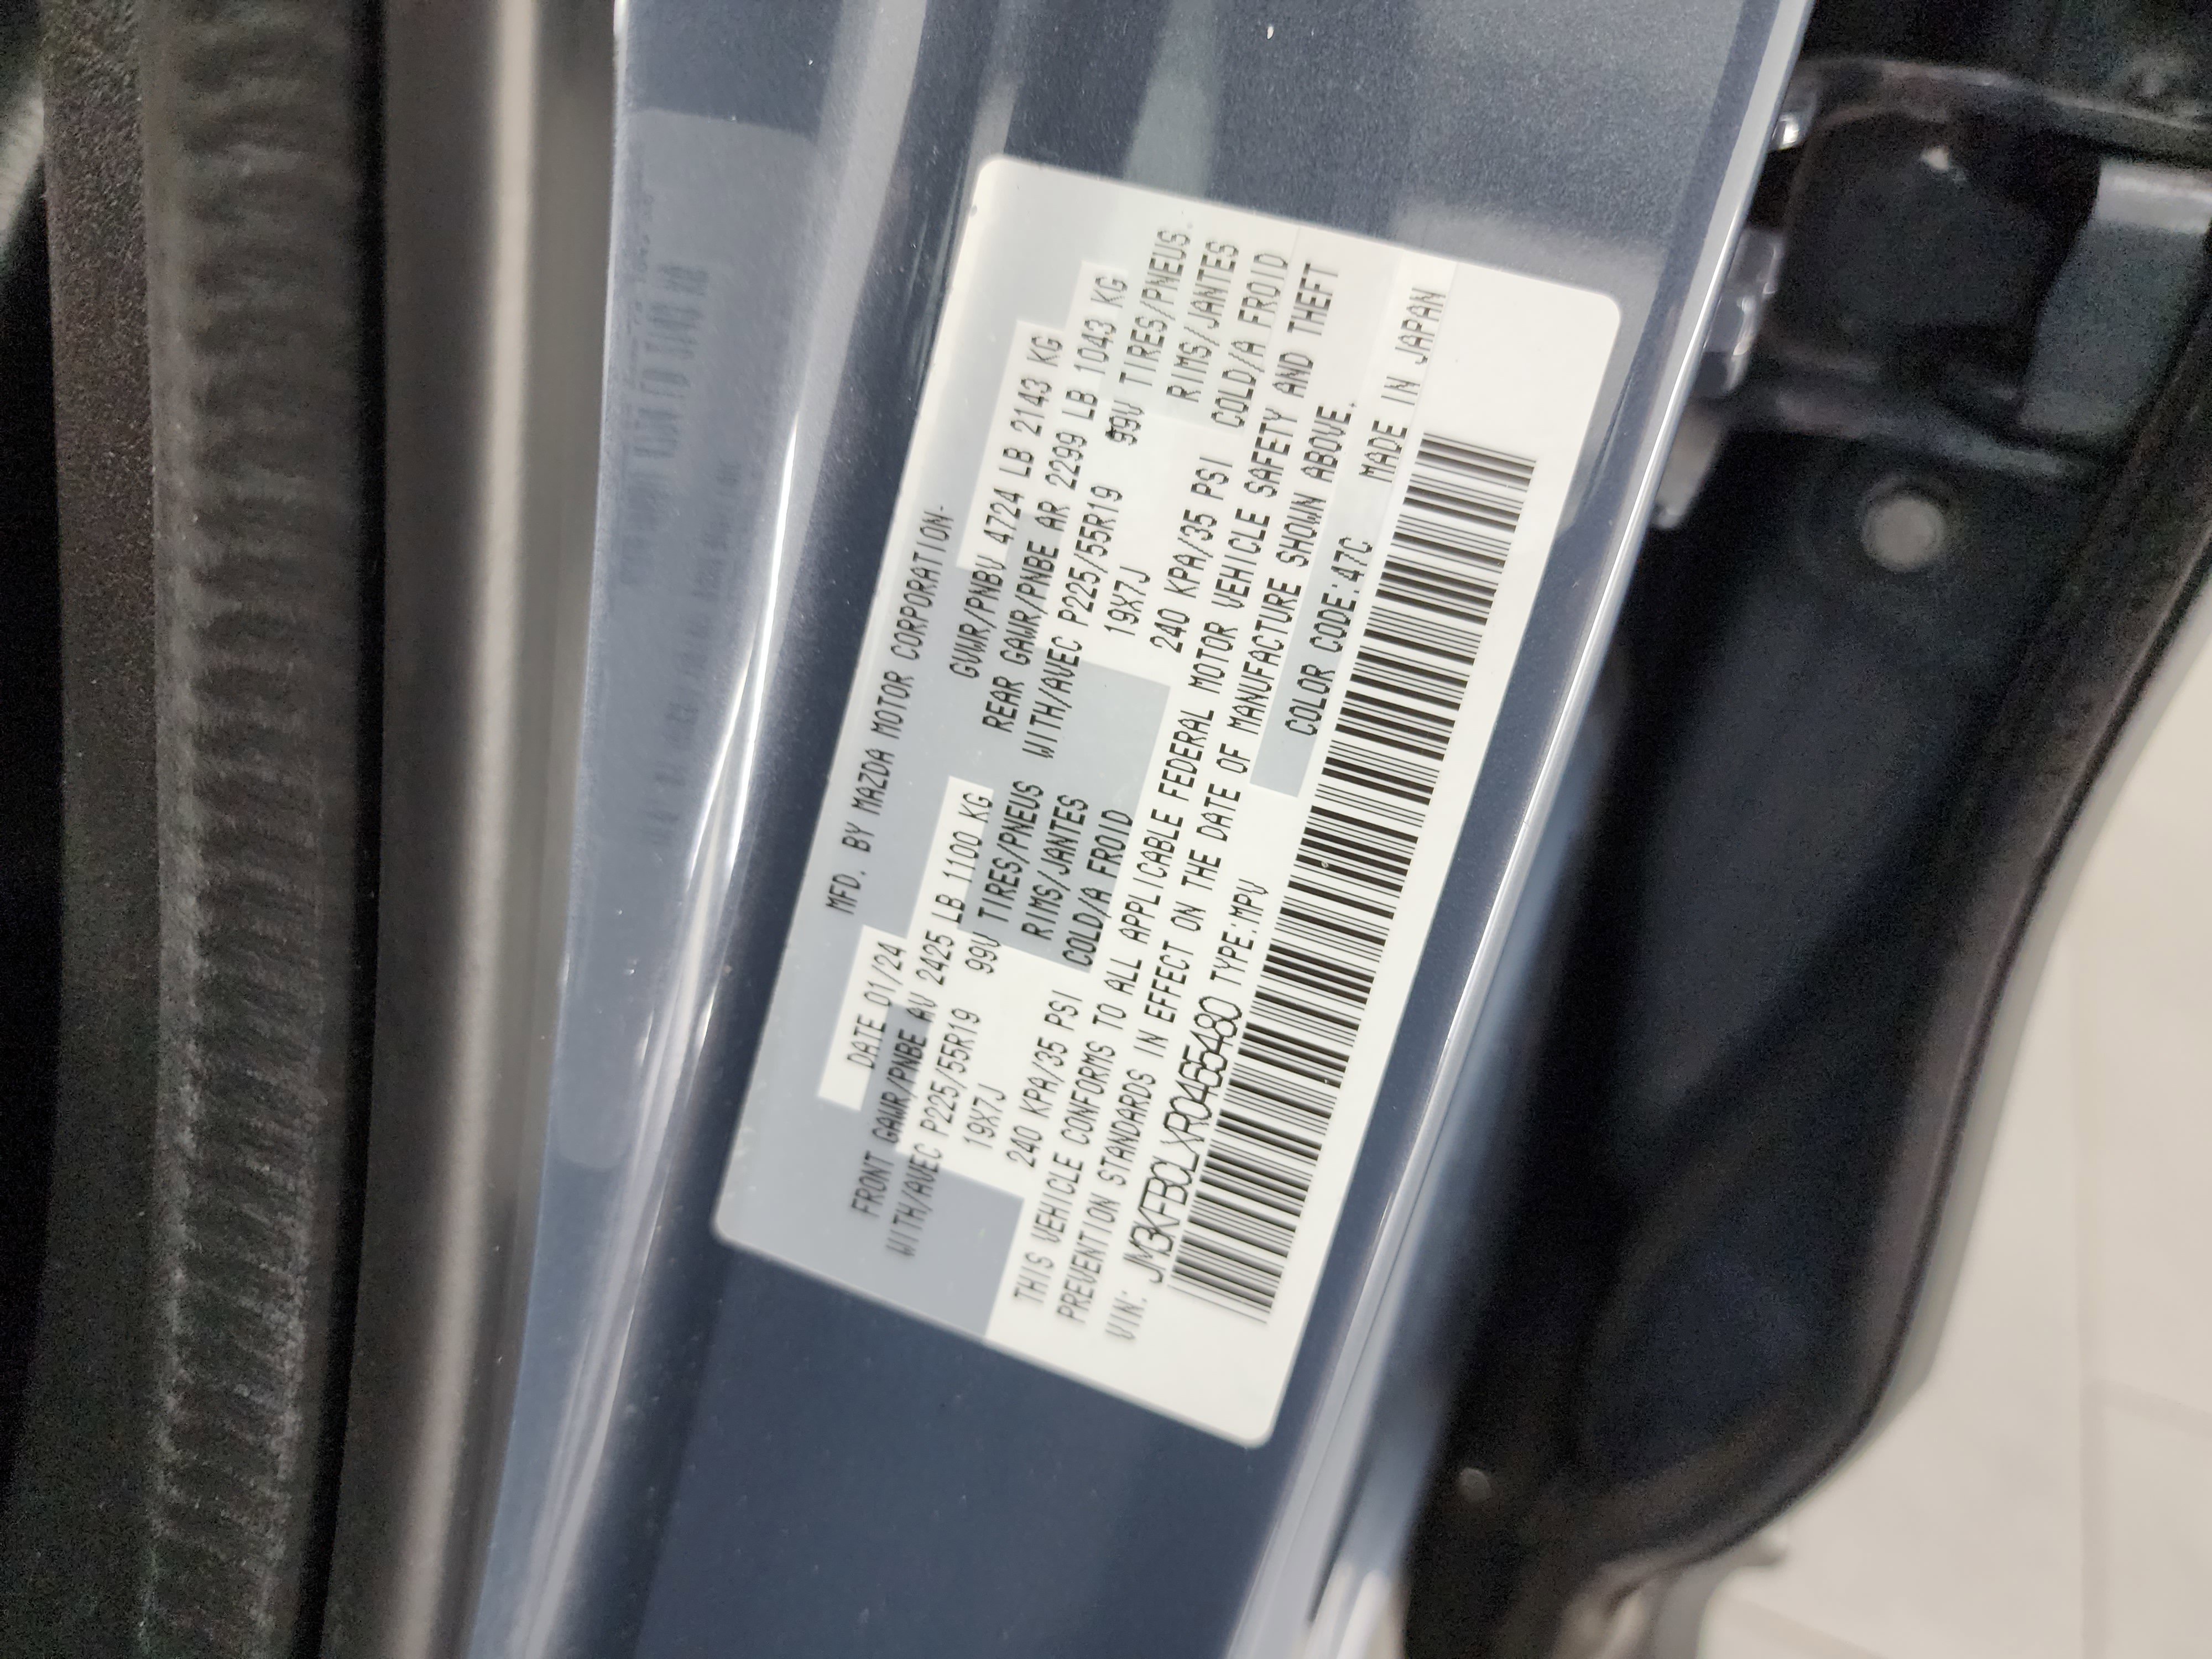 MFD. BY MAZDA MOTOR CORPORATION-
DATE 01/24 GVWR/PNBV 4724 LB 2143 KG
FRONT GAWR/PNBE AV 2425 LB 1100 KG REAR GAWR/PNBE AR 2299 LB 1043 KG
WITH/AVEC P225/55R19 99V TIRES/PNEUS WITH/AVEC P225/55R19 99V TIRES/PNEUS.
19X7J RIMS/JANTES 19X7J RIMS/JANTES
240 KPA/35 PSI COLD/A FROID 240 KPA/35 PSI COLD/A FROID
THIS VEHICLE CONFORMS TO ALL APPLICABLE FEDERAL MOTOR VEHICLE SAFETY AND THEFT
PREVENTION STANDARDS IN EFFECT ON THE DATE OF MANUFACTURE SHOWN ABOVE.
VIN: JM3KFBCLXR0465480 TYPE:MPV COLOR CODE:47C MADE IN JAPAN